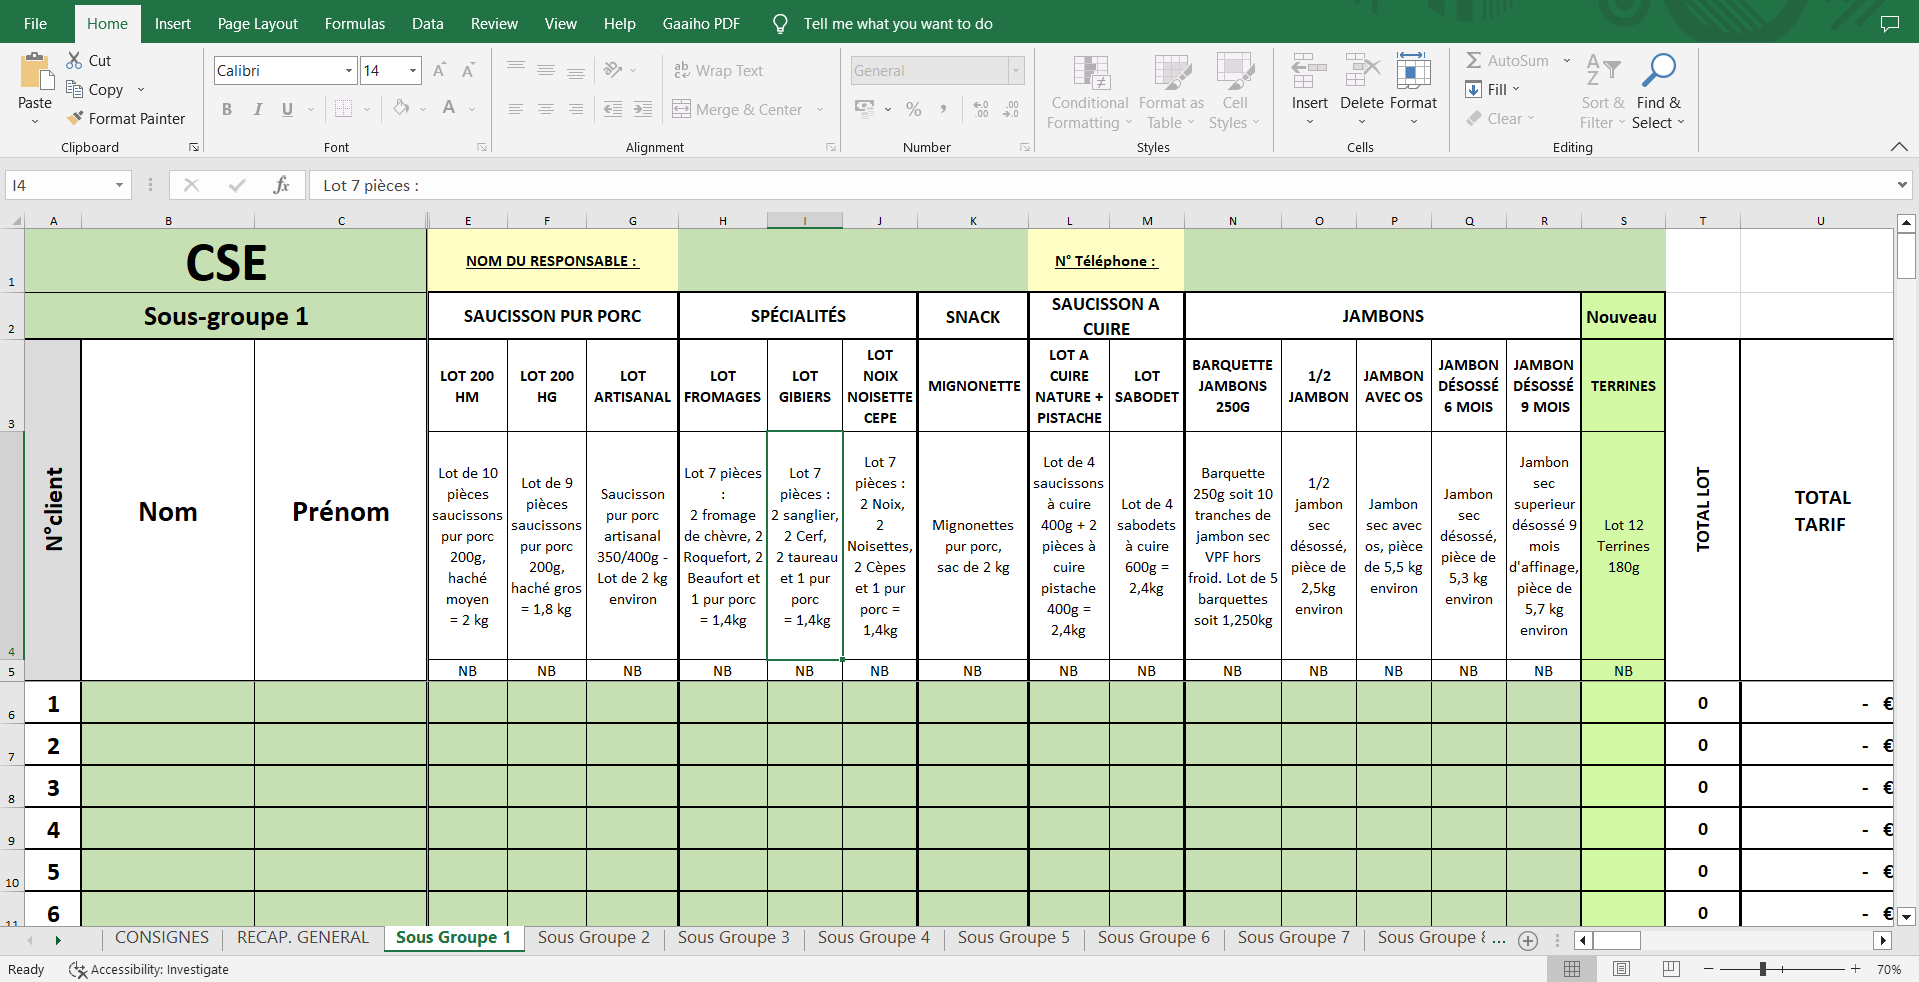 File Home Insert Page Layout Formulas Data Review View Help Gaaiho PDF Tell me what you want to do
Paste
Cut
Copy
Format Painter
Clipboard
Calibri 14
B I U A
Font
ab Wrap Text
Merge & Center
Alignment
General
% ,
Number
Conditional Formatting
Format as Table
Cell Styles
Styles
Insert Delete Format
Cells
AutoSum
Fill
Clear
Sort & Filter
Find & Select
Editing
I4 fx Lot 7 pièces :
A B C E F G H I J K L M N O P Q R S T U
1 CSE NOM DU RESPONSABLE : N° Téléphone :
2 Sous-groupe 1 SAUCISSON PUR PORC SPÉCIALITÉS SNACK SAUCISSON A CUIRE JAMBONS Nouveau
3
N°client
Nom
Prénom
LOT 200 HM
LOT 200 HG
LOT ARTISANAL
LOT FROMAGES
LOT GIBIERS
LOT NOIX NOISETTE CEPE
MIGNONETTE
LOT A CUIRE NATURE + PISTACHE
LOT SABODET
BARQUETTE JAMBONS 250G
1/2 JAMBON
JAMBON AVEC OS
JAMBON DÉSOSSÉ 6 MOIS
JAMBON DÉSOSSÉ 9 MOIS
TERRINES
TOTAL LOT
TOTAL TARIF
4
Lot de 10 pièces saucissons pur porc 200g, haché moyen = 2 kg
Lot de 9 pièces saucissons pur porc 200g, haché gros = 1,8 kg
Saucisson pur porc artisanal 350/400g - Lot de 2 kg environ
Lot 7 pièces : 2 fromage de chèvre, 2 Roquefort, 2 Beaufort et 1 pur porc = 1,4kg
Lot 7 pièces : 2 sanglier, 2 Cerf, 2 taureau et 1 pur porc = 1,4kg
Lot 7 pièces : 2 Noix, 2 Noisettes, 2 Cèpes et 1 pur porc = 1,4kg
Mignonettes pur porc, sac de 2 kg
Lot de 4 saucissons à cuire 400g + 2 pièces à cuire pistache 400g = 2,4kg
Lot de 4 sabodets à cuire 600g = 2,4kg
Barquette 250g soit 10 tranches de jambon sec VPF hors froid. Lot de 5 barquettes soit 1,250kg
1/2 jambon sec désossé, pièce de 2,5kg environ
Jambon sec avec os, pièce de 5,5 kg environ
Jambon sec désossé, pièce de 5,3 kg environ
Jambon sec superieur désossé 9 mois d'affinage, pièce de 5,7 kg environ
Lot 12 Terrines 180g
5 NB NB NB NB NB NB NB NB NB NB NB NB NB NB NB
6 1 0 - €
7 2 0 - €
8 3 0 - €
9 4 0 - €
10 5 0 - €
11 6 0 - €
CONSIGNES RECAP. GENERAL Sous Groupe 1 Sous Groupe 2 Sous Groupe 3 Sous Groupe 4 Sous Groupe 5 Sous Groupe 6 Sous Groupe 7 Sous Groupe 8 ...
Ready Accessibility: Investigate 70%